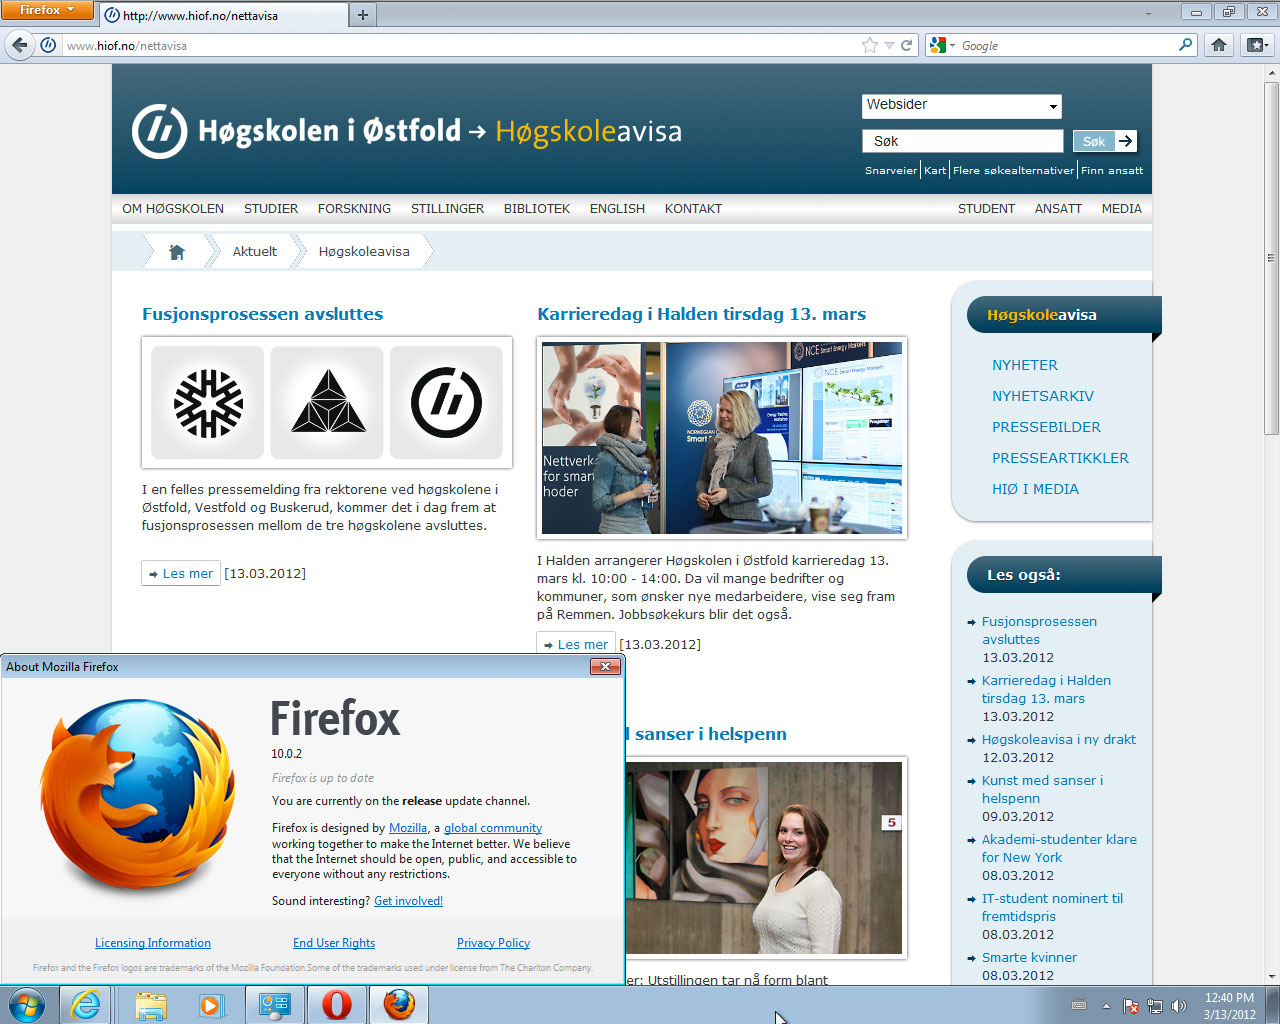 Firefox
http://www.hiof.no/nettavisa
www.hiof.no/nettavisa
Google
Høgskolen i Østfold → Høgskoleavisa
Websider
Søk
Søk
Snarveier Kart Flere søkealternativer Finn ansatt
OM HØGSKOLEN STUDIER FORSKNING STILLINGER BIBLIOTEK ENGLISH KONTAKT STUDENT ANSATT MEDIA
Aktuelt Høgskoleavisa
Fusjonsprosessen avsluttes
I en felles pressemelding fra rektorene ved høgskolene i
Østfold, Vestfold og Buskerud, kommer det i dag frem at
fusjonsprosessen mellom de tre høgskolene avsluttes.
Les mer [13.03.2012]
Karrieredag i Halden tirsdag 13. mars
NCE Smart Energy Markets
NCE Smart Energy Markets
NORWEGIAN
Smart
Nettverk
for smar
hoder
I Halden arrangerer Høgskolen i Østfold karrieredag 13.
mars kl. 10:00 - 14:00. Da vil mange bedrifter og
kommuner, som ønsker nye medarbeidere, vise seg fram
på Remmen. Jobbsøkekurs blir det også.
Les mer [13.03.2012]
sanser i helspenn
5
er: Utstillingen tar nå form blant
Høgskoleavisa
NYHETER
NYHETSARKIV
PRESSEBILDER
PRESSEARTIKKLER
HIØ I MEDIA
Les også:
Fusjonsprosessen
avsluttes
13.03.2012
Karrieredag i Halden
tirsdag 13. mars
13.03.2012
Høgskoleavisa i ny drakt
12.03.2012
Kunst med sanser i
helspenn
09.03.2012
Akademi-studenter klare
for New York
08.03.2012
IT-student nominert til
fremtidspris
08.03.2012
Smarte kvinner
08.03.2012
About Mozilla Firefox
Firefox
10.0.2
Firefox is up to date
You are currently on the release update channel.
Firefox is designed by Mozilla, a global community
working together to make the Internet better. We believe
that the Internet should be open, public, and accessible to
everyone without any restrictions.
Sound interesting? Get involved!
Licensing Information End User Rights Privacy Policy
Firefox and the Firefox logos are trademarks of the Mozilla Foundation.Some of the trademarks used under license from The Charlton Company.
12:40 PM
3/13/2012